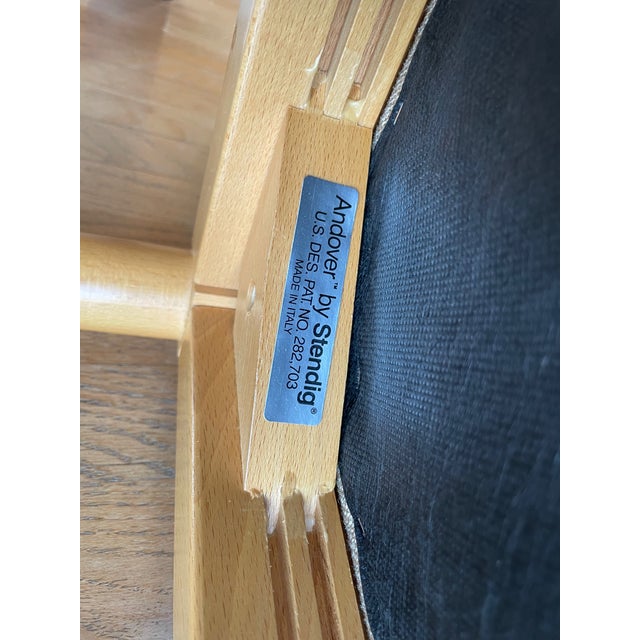 Andover™ by Stendig®
U.S. DES. PAT. NO. 282,703
MADE IN ITALY